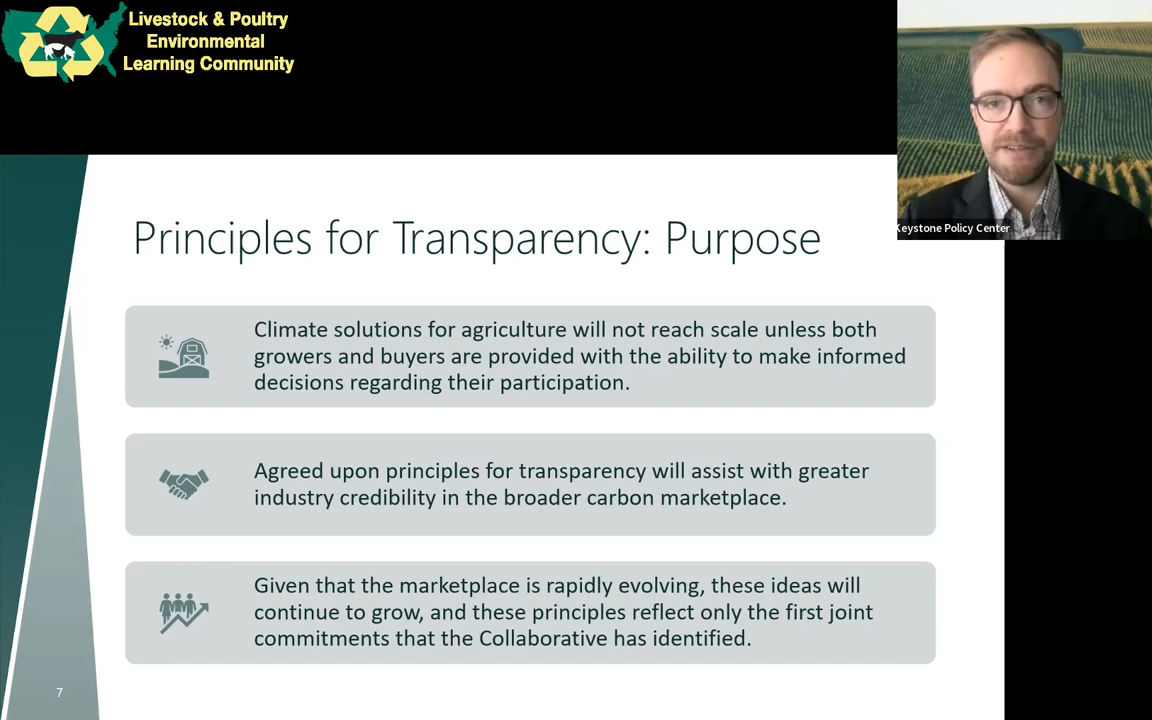 Livestock & Poultry
Environmental
Learning Community
Keystone Policy Center
Principles for Transparency: Purpose
Climate solutions for agriculture will not reach scale unless both
growers and buyers are provided with the ability to make informed
decisions regarding their participation.
Agreed upon principles for transparency will assist with greater
industry credibility in the broader carbon marketplace.
Given that the marketplace is rapidly evolving, these ideas will
continue to grow, and these principles reflect only the first joint
commitments that the Collaborative has identified.
7